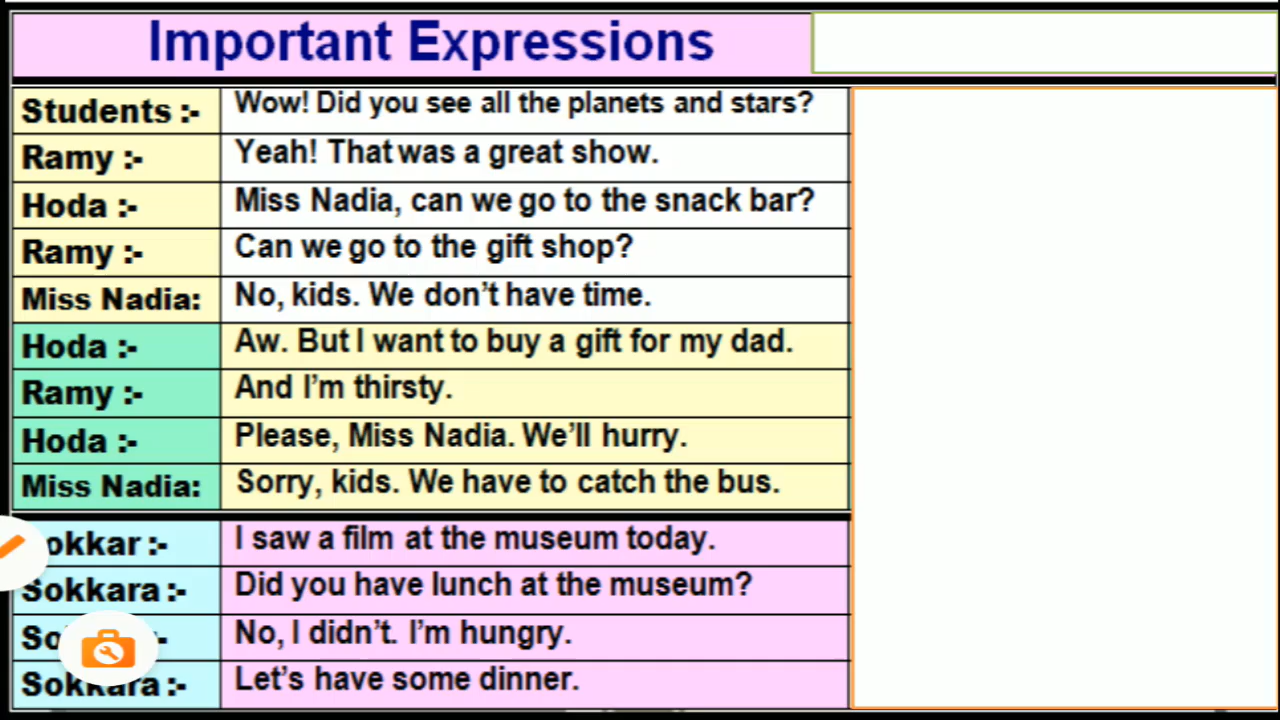 Important Expressions
Students :- Wow! Did you see all the planets and stars?
Ramy :- Yeah! That was a great show.
Hoda :- Miss Nadia, can we go to the snack bar?
Ramy :- Can we go to the gift shop?
Miss Nadia: No, kids. We don't have time.
Hoda :- Aw. But I want to buy a gift for my dad.
Ramy :- And I'm thirsty.
Hoda :- Please, Miss Nadia. We'll hurry.
Miss Nadia: Sorry, kids. We have to catch the bus.
okkar :- I saw a film at the museum today.
Sokkara :- Did you have lunch at the museum?
No, I didn't. I'm hungry.
Sokkara :- Let's have some dinner.